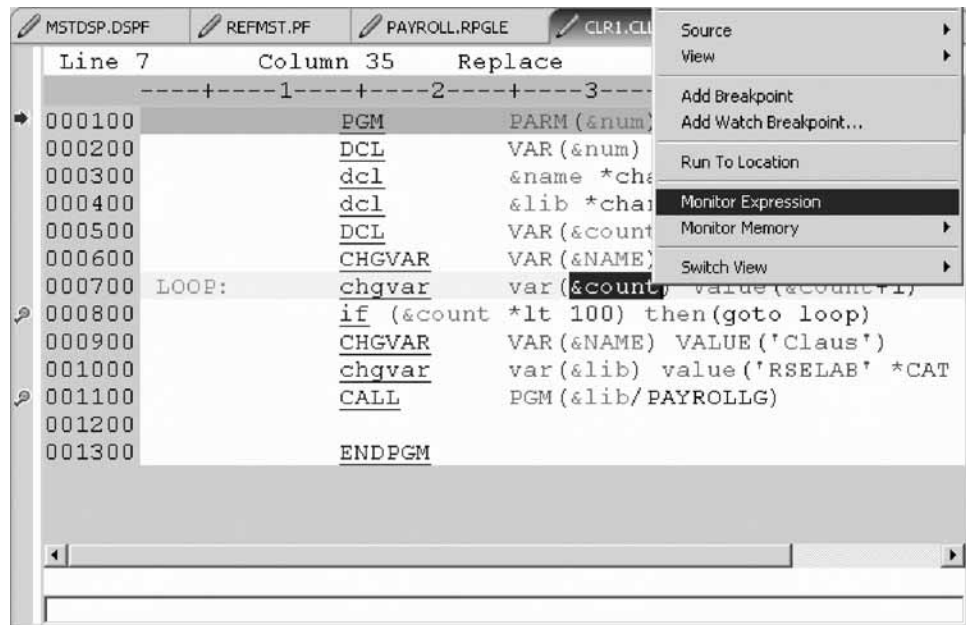 MSTDSP.DSPF REFMST.PF PAYROLL.RPGLE CLR1.CLL
Line 7 Column 35 Replace
----+----1----+----2----+----3----
000100 PGM PARM(&num)
000200 DCL VAR(&num)
000300 dcl &name *cha
000400 dcl &lib *char
000500 DCL VAR(&count
000600 CHGVAR VAR(&NAME)
000700 LOOP: chgvar var(&count) value(&count+1)
000800 if (&count *lt 100) then(goto loop)
000900 CHGVAR VAR(&NAME) VALUE('Claus')
001000 chgvar var(&lib) value('RSELAB' *CAT
001100 CALL PGM(&lib/PAYROLLG)
001200
001300 ENDPGM
Source
View
Add Breakpoint
Add Watch Breakpoint...
Run To Location
Monitor Expression
Monitor Memory
Switch View